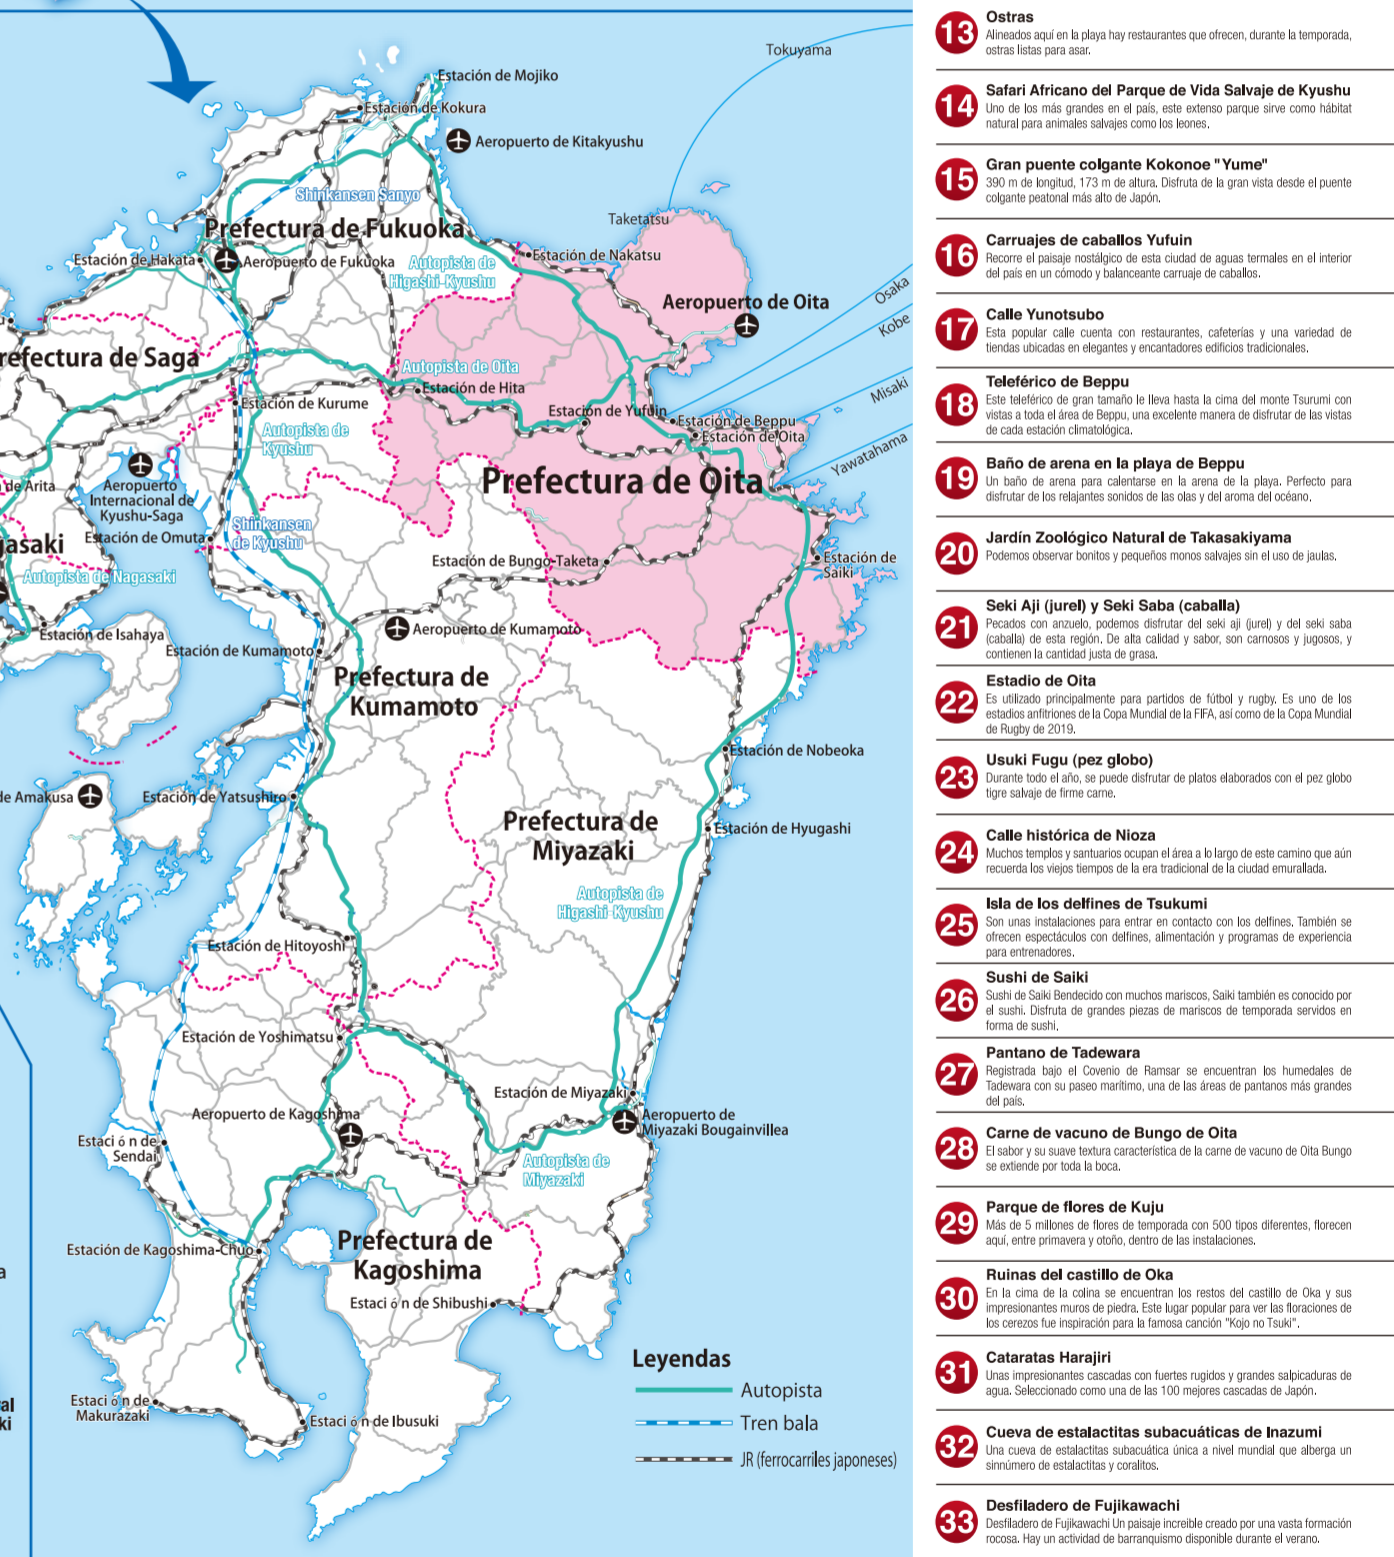 Tokuyama
Estación de Mojiko
Estación de Kokura
Aeropuerto de Kitakyushu
Shinkansen Sanyo
Taketatsu
Prefectura de Fukuoka
Estación de Hakata
Aeropuerto de Fukuoka
Autopista de
Higashi-Kyushu
Estación de Nakatsu
Osaka
Aeropuerto de Oita
Kobe
refectura de Saga
Autopista de Oita
Estación de Hita
Misaki
Estación de Kurume
Estación de Yufuin
Estación de Beppu
Estación de Oita
Autopista de
Kyushu
Yawatahama
de Arita
Aeropuerto
Internacional de
Kyushu-Saga
Prefectura de Oita
Shinkansen
de Kyushu
Estación de Omuta
gasaki
Estación de Bungo-Taketa
Estación de
Saiki
Autopista de Nagasaki
Estación de Isahaya
Aeropuerto de Kumamoto
Estación de Kumamoto
Prefectura de
Kumamoto
Estación de Nobeoka
de Amakusa
Estación de Yatsushiro
Prefectura de
Miyazaki
Estación de Hyugashi
Autopista de
Higashi-Kyushu
Estación de Hitoyoshi
Estación de Yoshimatsu
Estación de Miyazaki
Aeropuerto de Kagoshima
Aeropuerto de
Miyazaki Bougainvillea
Estaci ó n de
Sendai
Autopista de
Miyazaki
Estación de Kagoshima-Chuo
Prefectura de
Kagoshima
a
Estaci ó n de Shibushi
Estaci ó n de
Makurazaki
Estaci ó n de Ibusuki
al
ki
Leyendas
Autopista
Tren bala
JR (ferrocarriles japoneses)
13 Ostras
Alineados aquí en la playa hay restaurantes que ofrecen, durante la temporada,
ostras listas para asar.
14 Safari Africano del Parque de Vida Salvaje de Kyushu
Uno de los más grandes en el país, este extenso parque sirve como hábitat
natural para animales salvajes como los leones.
15 Gran puente colgante Kokonoe "Yume"
390 m de longitud, 173 m de altura. Disfruta de la gran vista desde el puente
colgante peatonal más alto de Japón.
16 Carruajes de caballos Yufuin
Recorre el paisaje nostálgico de esta ciudad de aguas termales en el interior
del país en un cómodo y balanceante carruaje de caballos.
17 Calle Yunotsubo
Esta popular calle cuenta con restaurantes, cafeterías y una variedad de
tiendas ubicadas en elegantes y encantadores edificios tradicionales.
18 Teleférico de Beppu
Este teleférico de gran tamaño le lleva hasta la cima del monte Tsurumi con
vistas a toda el área de Beppu, una excelente manera de disfrutar de las vistas
de cada estación climatológica.
19 Baño de arena en la playa de Beppu
Un baño de arena para calentarse en la arena de la playa. Perfecto para
disfrutar de los relajantes sonidos de las olas y del aroma del océano.
20 Jardín Zoológico Natural de Takasakiyama
Podemos observar bonitos y pequeños monos salvajes sin el uso de jaulas.
21 Seki Aji (jurel) y Seki Saba (caballa)
Pecados con anzuelo, podemos disfrutar del seki aji (jurel) y del seki saba
(caballa) de esta región. De alta calidad y sabor, son carnosos y jugosos, y
contienen la cantidad justa de grasa.
22 Estadio de Oita
Es utilizado principalmente para partidos de fútbol y rugby. Es uno de los
estadios anfitriones de la Copa Mundial de la FIFA, así como de la Copa Mundial
de Rugby de 2019.
23 Usuki Fugu (pez globo)
Durante todo el año, se puede disfrutar de platos elaborados con el pez globo
tigre salvaje de firme carne.
24 Calle histórica de Nioza
Muchos templos y santuarios ocupan el área a lo largo de este camino que aún
recuerda los viejos tiempos de la era tradicional de la ciudad emurallada.
25 Isla de los delfines de Tsukumi
Son unas instalaciones para entrar en contacto con los delfines. También se
ofrecen espectáculos con delfines, alimentación y programas de experiencia
para entrenadores.
26 Sushi de Saiki
Sushi de Saiki Bendecido con muchos mariscos, Saiki también es conocido por
el sushi. Disfruta de grandes piezas de mariscos de temporada servidos en
forma de sushi.
27 Pantano de Tadewara
Registrada bajo el Covenio de Ramsar se encuentran los humedales de
Tadewara con su paseo marítimo, una de las áreas de pantanos más grandes
del país.
28 Carne de vacuno de Bungo de Oita
El sabor y su suave textura característica de la carne de vacuno de Oita Bungo
se extiende por toda la boca.
29 Parque de flores de Kuju
Más de 5 millones de flores de temporada con 500 tipos diferentes, florecen
aquí, entre primavera y otoño, dentro de las instalaciones.
30 Ruinas del castillo de Oka
En la cima de la colina se encuentran los restos del castillo de Oka y sus
impresionantes muros de piedra. Este lugar popular para ver las floraciones de
los cerezos fue inspiración para la famosa canción "Kojo no Tsuki".
31 Cataratas Harajiri
Unas impresionantes cascadas con fuertes rugidos y grandes salpicaduras de
agua. Seleccionado como una de las 100 mejores cascadas de Japón.
32 Cueva de estalactitas subacuáticas de Inazumi
Una cueva de estalactitas subacuática única a nivel mundial que alberga un
sinnúmero de estalactitas y coralitos.
33 Desfiladero de Fujikawachi
Desfiladero de Fujikawachi Un paisaje increible creado por una vasta formación
rocosa. Hay un actividad de barranquismo disponible durante el verano.